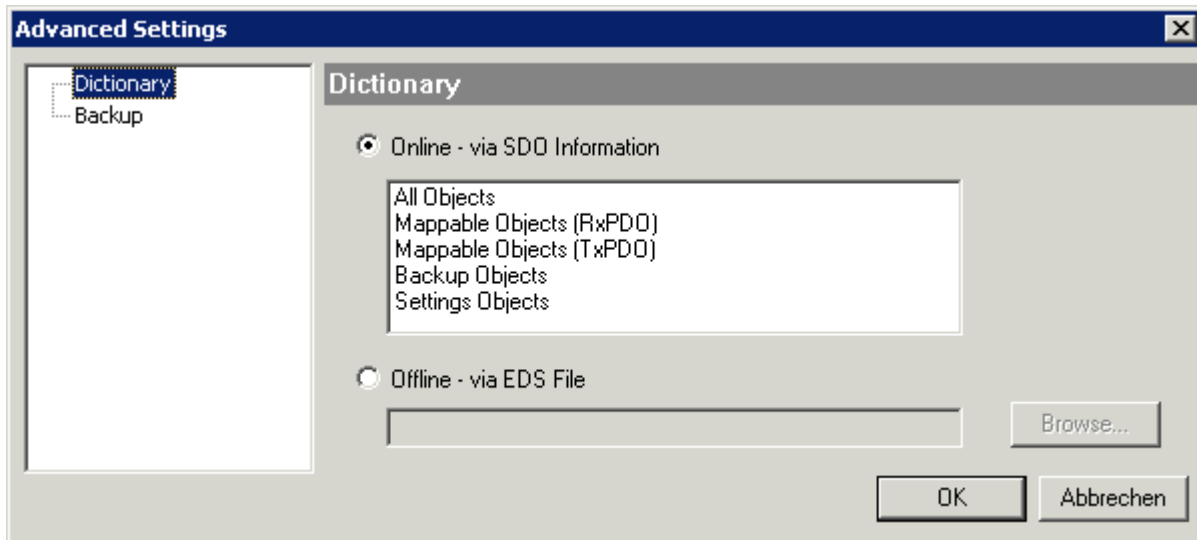 Advanced Settings
Dictionary
Backup
Dictionary
Online - via SDO Information
All Objects
Mappable Objects (RxPDO)
Mappable Objects (TxPDO)
Backup Objects
Settings Objects
Offline - via EDS File
Browse...
OK
Abbrechen